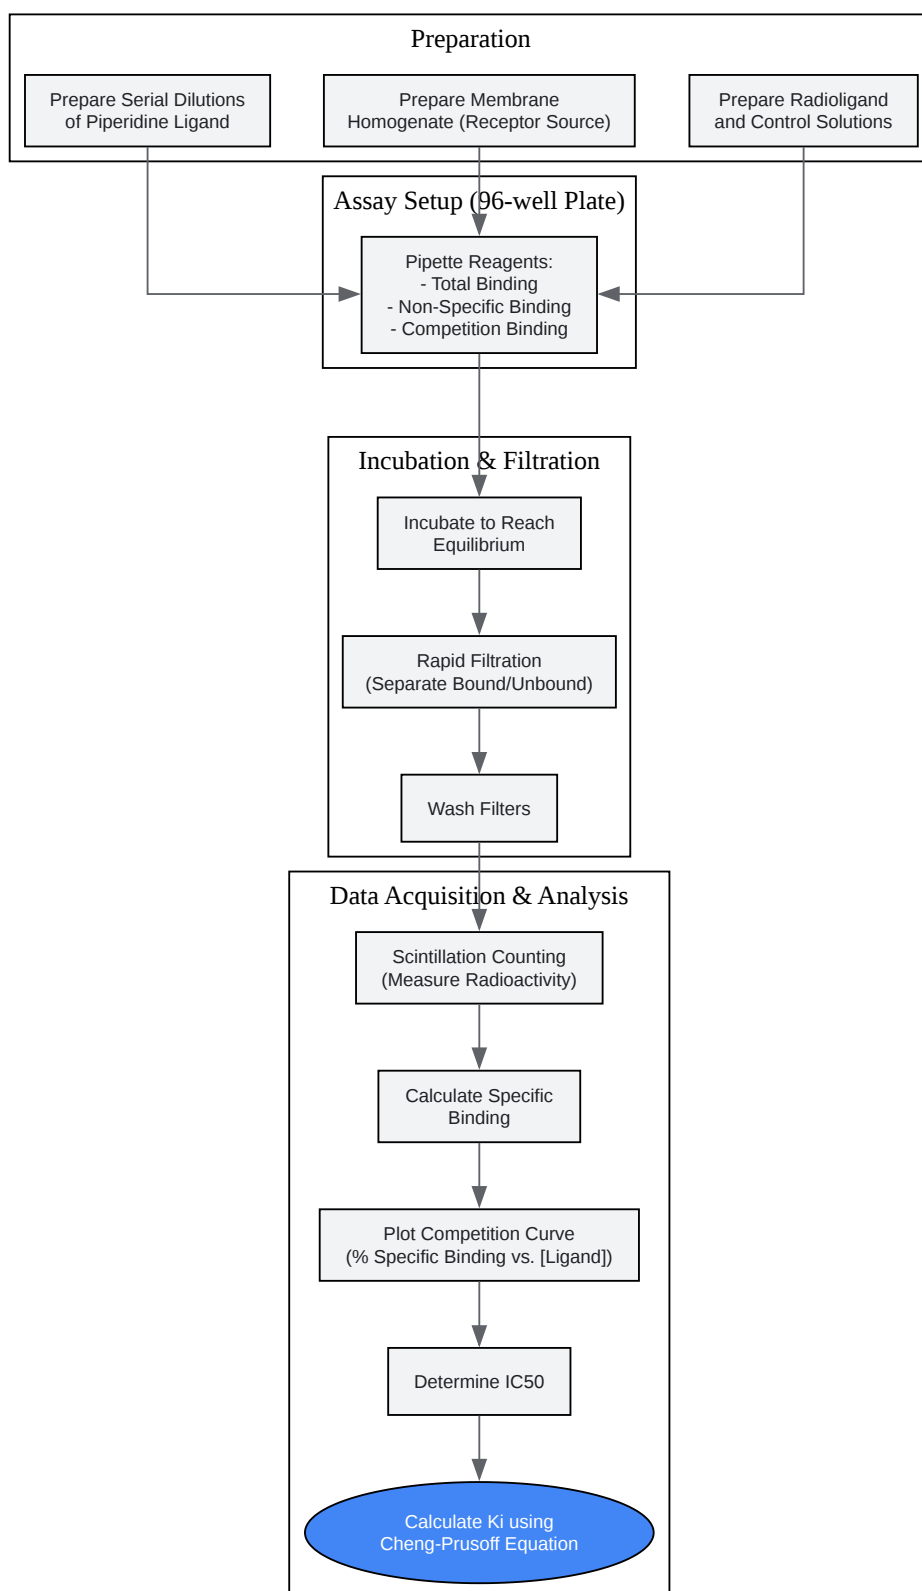 Preparation
Prepare Serial Dilutions
of Piperidine Ligand
Prepare Membrane
Homogenate (Receptor Source)
Prepare Radioligand
and Control Solutions
Assay Setup (96-well Plate)
Pipette Reagents:
- Total Binding
- Non-Specific Binding
- Competition Binding
Incubation & Filtration
Incubate to Reach
Equilibrium
Rapid Filtration
(Separate Bound/Unbound)
Wash Filters
Data Acquisition & Analysis
Scintillation Counting
(Measure Radioactivity)
Calculate Specific
Binding
Plot Competition Curve
(% Specific Binding vs. [Ligand])
Determine IC50
Calculate Ki using
Cheng-Prusoff Equation